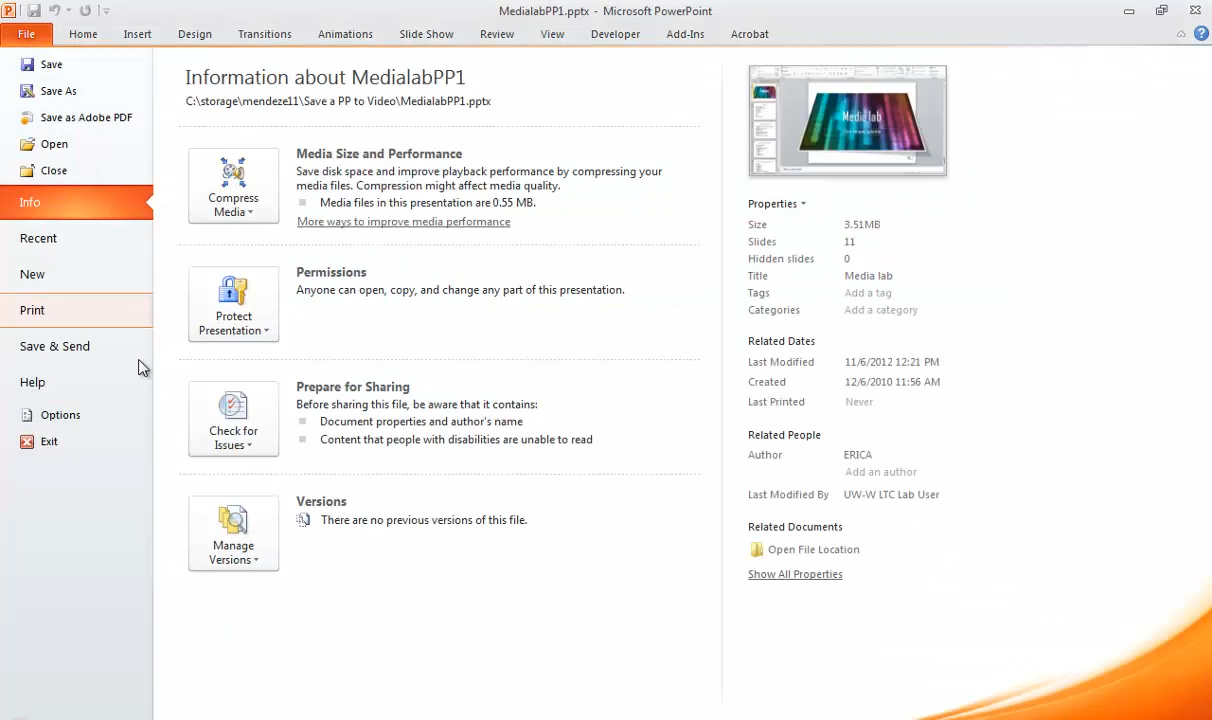 MedialabPP1.pptx - Microsoft PowerPoint
File Home Insert Design Transitions Animations Slide Show Review View Developer Add-Ins Acrobat
Save
Save As
Save as Adobe PDF
Open
Close
Info
Recent
New
Print
Save & Send
Help
Options
Exit
Information about MedialabPP1
C:\storage\mendeze11\Save a PP to Video\MedialabPP1.pptx
Compress
Media
Media Size and Performance
Save disk space and improve playback performance by compressing your
media files. Compression might affect media quality.
Media files in this presentation are 0.55 MB.
More ways to improve media performance
Protect
Presentation
Permissions
Anyone can open, copy, and change any part of this presentation.
Check for
Issues
Prepare for Sharing
Before sharing this file, be aware that it contains:
Document properties and author's name
Content that people with disabilities are unable to read
Manage
Versions
Versions
There are no previous versions of this file.
Media lab
Properties
Size 3.51MB
Slides 11
Hidden slides 0
Title Media lab
Tags Add a tag
Categories Add a category
Related Dates
Last Modified 11/6/2012 12:21 PM
Created 12/6/2010 11:56 AM
Last Printed Never
Related People
Author ERICA
Add an author
Last Modified By UW-W LTC Lab User
Related Documents
Open File Location
Show All Properties